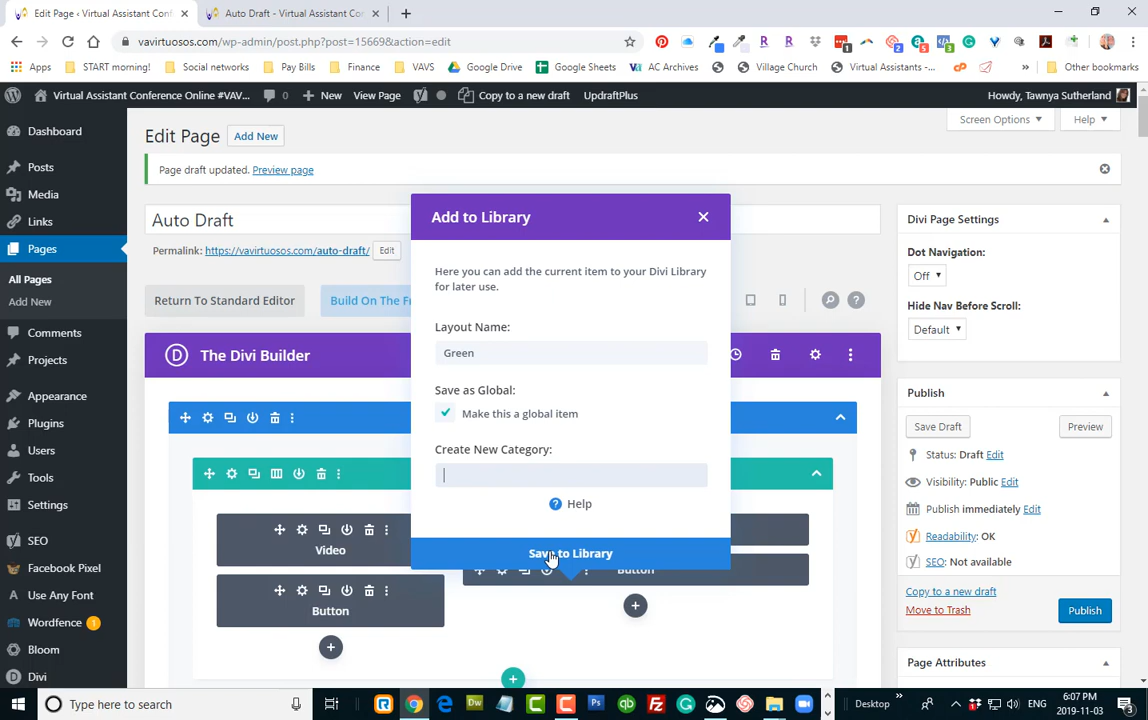 Edit Page ‹ Virtual Assistant Conf
Auto Draft - Virtual Assistant Co
vavirtuosos.com/wp-admin/post.php?post=15669&action=edit
Apps
START morning!
Social networks
Pay Bills
Finance
VAVS
Google Drive
Google Sheets
AC Archives
Village Church
Virtual Assistants -...
Other bookmarks
Virtual Assistant Conference Online #VAV...
New
View Page
Copy to a new draft
UpdraftPlus
Howdy, Tawnya Sutherland
Dashboard
Posts
Media
Links
Pages
All Pages
Add New
Comments
Projects
Appearance
Plugins
Users
Tools
Settings
SEO
Facebook Pixel
Use Any Font
Wordfence 1
Bloom
Divi
Edit Page
Add New
Screen Options
Help
Page draft updated. Preview page
Auto Draft
Permalink: https://vavirtuosos.com/auto-draft/
Edit
Return To Standard Editor
Build On The Fr
The Divi Builder
Video
Button
Button
Add to Library
Here you can add the current item to your Divi Library
for later use.
Layout Name:
Green
Save as Global:
Make this a global item
Create New Category:
Help
Save to Library
Divi Page Settings
Dot Navigation:
Off
Hide Nav Before Scroll:
Default
Publish
Save Draft
Preview
Status: Draft Edit
Visibility: Public Edit
Publish immediately Edit
Readability: OK
SEO: Not available
Copy to a new draft
Move to Trash
Publish
Page Attributes
Type here to search
Desktop
ENG
6:07 PM
2019-11-03